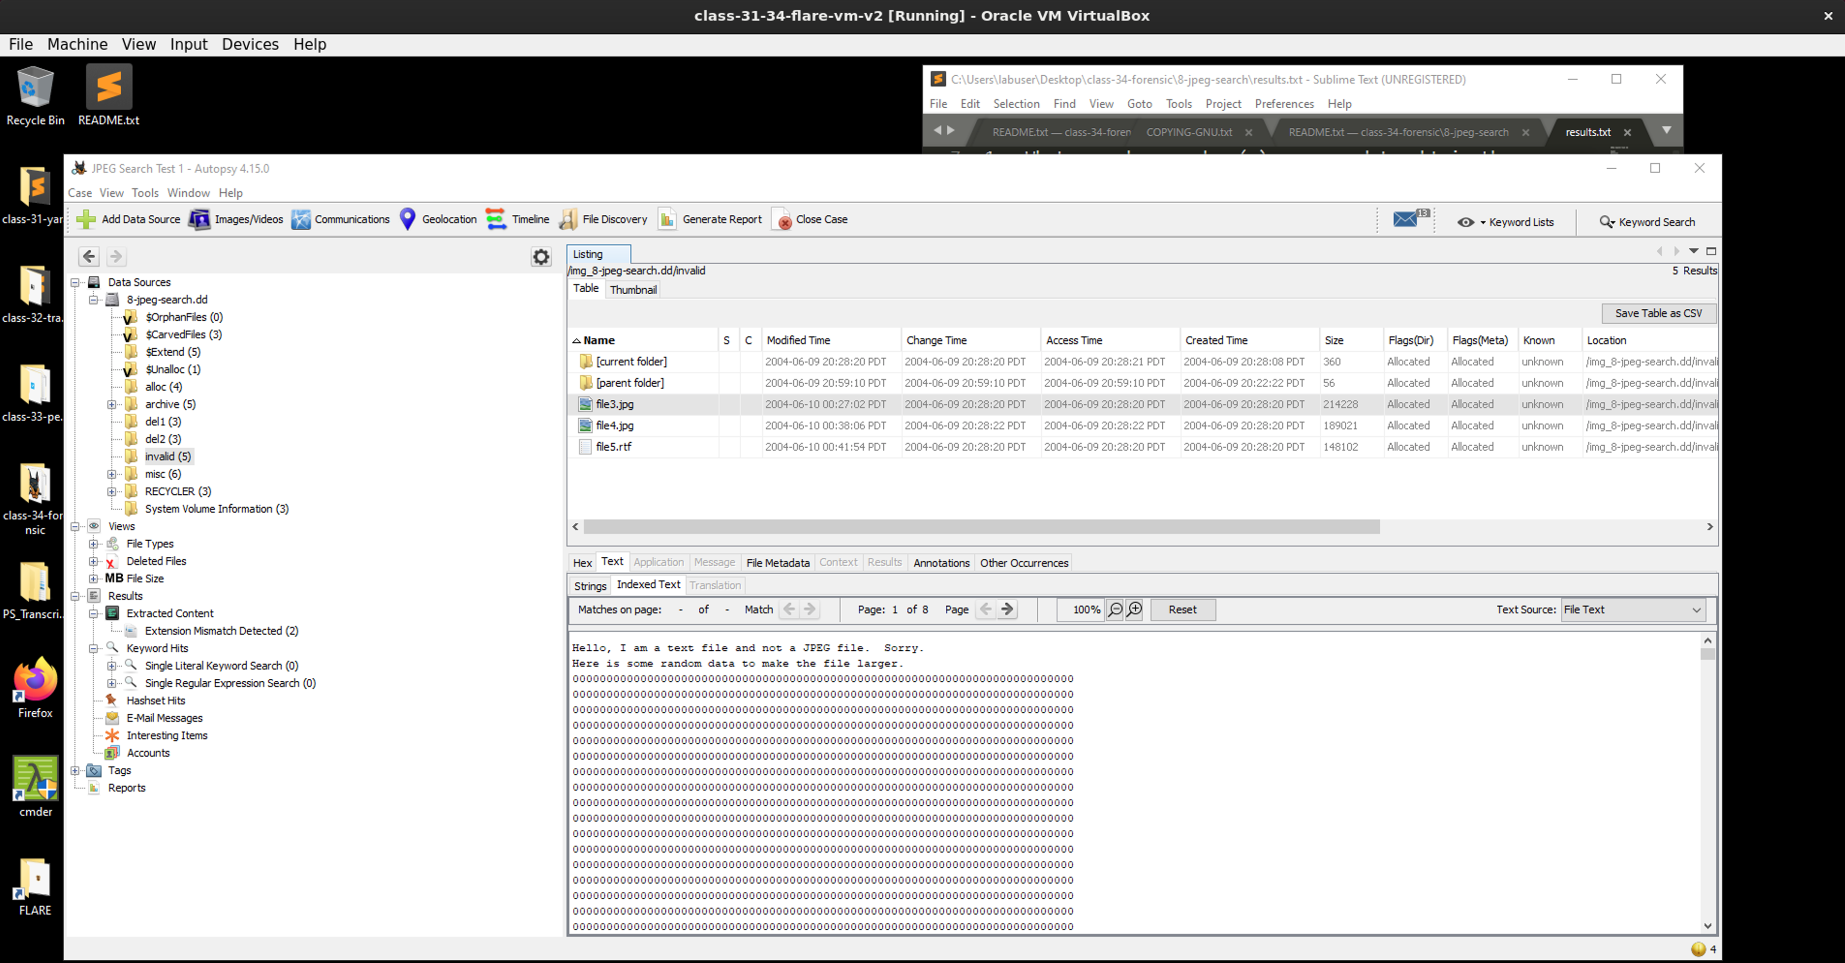 class-31-34-flare-vm-v2 [Running] - Oracle VM VirtualBox
File Machine View Input Devices Help
Recycle Bin
README.txt
class-31-yar
class-32-tra.
class-33-pe.
class-34-for
nsic
PS_Transcri.
Firefox
cmder
FLARE
C:\Users\labuser\Desktop\class-34-forensic\8-jpeg-search\results.txt - Sublime Text (UNREGISTERED)
File Edit Selection Find View Goto Tools Project Preferences Help
README.txt — class-34-foren COPYING-GNU.txt README.txt — class-34-forensic\8-jpeg-search results.txt
JPEG Search Test 1 - Autopsy 4.15.0
Case View Tools Window Help
Add Data Source Images/Videos Communications Geolocation Timeline File Discovery Generate Report Close Case 13 Keyword Lists Keyword Search
Data Sources
8-jpeg-search.dd
$OrphanFiles (0)
$CarvedFiles (3)
$Extend (5)
$Unalloc (1)
alloc (4)
archive (5)
del1 (3)
del2 (3)
invalid (5)
misc (6)
RECYCLER (3)
System Volume Information (3)
Views
File Types
Deleted Files
MB File Size
Results
Extracted Content
Extension Mismatch Detected (2)
Keyword Hits
Single Literal Keyword Search (0)
Single Regular Expression Search (0)
Hashset Hits
E-Mail Messages
Interesting Items
Accounts
Tags
Reports
Listing
/img_8-jpeg-search.dd/invalid
5 Results
Table Thumbnail
Save Table as CSV
Name S C Modified Time Change Time Access Time Created Time Size Flags(Dir) Flags(Meta) Known Location
[current folder] 2004-06-09 20:28:20 PDT 2004-06-09 20:28:20 PDT 2004-06-09 20:28:21 PDT 2004-06-09 20:28:08 PDT 360 Allocated Allocated unknown /img_8-jpeg-search.dd/invali
[parent folder] 2004-06-09 20:59:10 PDT 2004-06-09 20:59:10 PDT 2004-06-09 20:59:10 PDT 2004-06-09 20:22:22 PDT 56 Allocated Allocated unknown /img_8-jpeg-search.dd/invali
file3.jpg 2004-06-10 00:27:02 PDT 2004-06-09 20:28:20 PDT 2004-06-09 20:28:20 PDT 2004-06-09 20:28:20 PDT 214228 Allocated Allocated unknown /img_8-jpeg-search.dd/invali
file4.jpg 2004-06-10 00:38:06 PDT 2004-06-09 20:28:22 PDT 2004-06-09 20:28:22 PDT 2004-06-09 20:28:20 PDT 189021 Allocated Allocated unknown /img_8-jpeg-search.dd/invali
file5.rtf 2004-06-10 00:41:54 PDT 2004-06-09 20:28:20 PDT 2004-06-09 20:28:20 PDT 2004-06-09 20:28:20 PDT 148102 Allocated Allocated unknown /img_8-jpeg-search.dd/invali
Hex Text Application Message File Metadata Context Results Annotations Other Occurrences
Strings Indexed Text Translation
Matches on page: - of - Match Page: 1 of 8 Page 100% Reset Text Source: File Text
Hello, I am a text file and not a JPEG file.  Sorry.
Here is some random data to make the file larger.
4